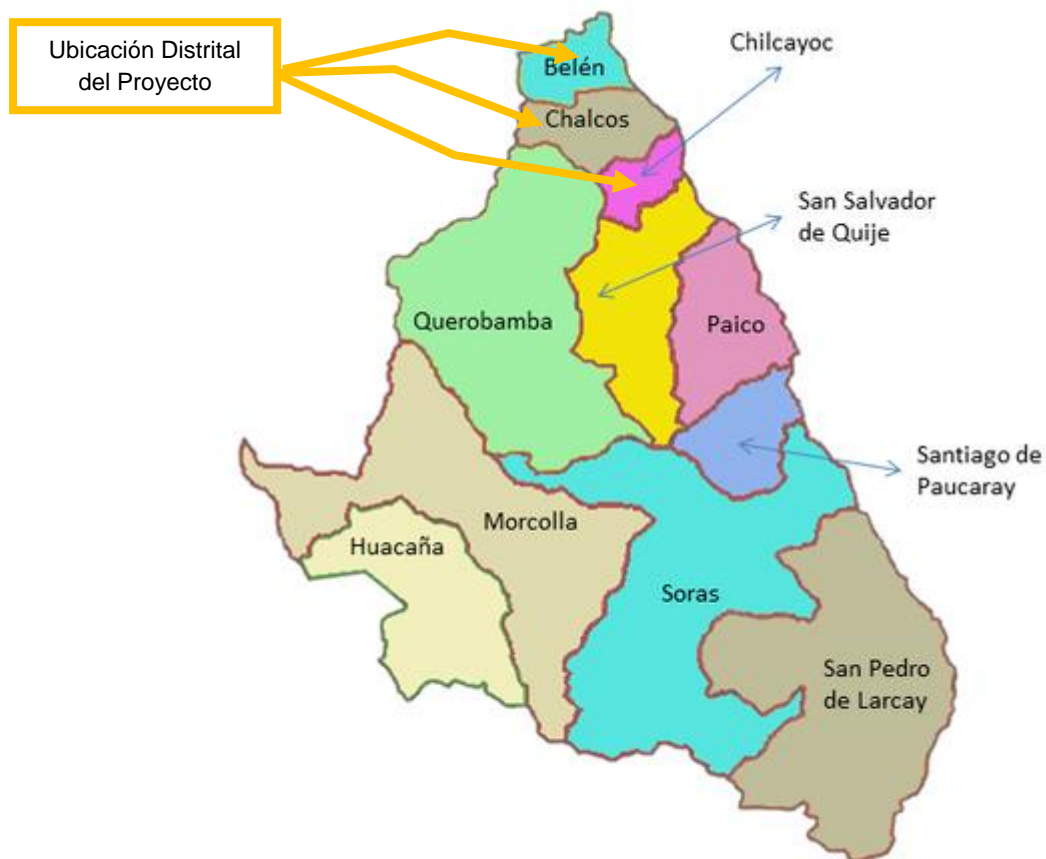 Ubicación Distrital
del Proyecto
Belén
Chilcayoc
Chalcos
San Salvador
de Quije
Querobamba
Paico
Santiago de
Paucaray
Morcolla
Huacaña
Soras
San Pedro
de Larcay